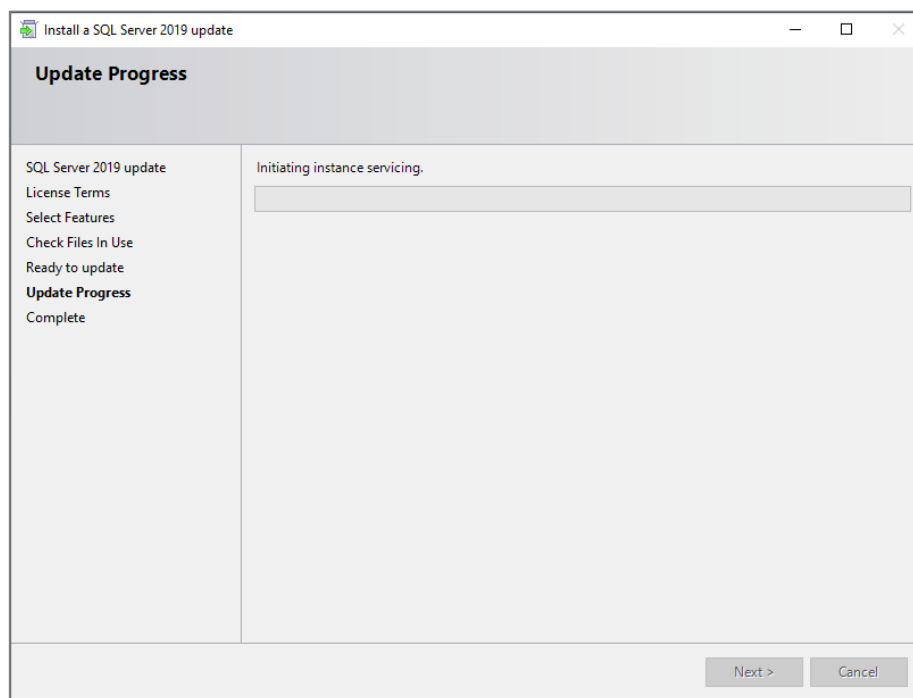 Install a SQL Server 2019 update
Update Progress
SQL Server 2019 update
License Terms
Select Features
Check Files In Use
Ready to update
Update Progress
Complete
Initiating instance servicing.
Next >
Cancel